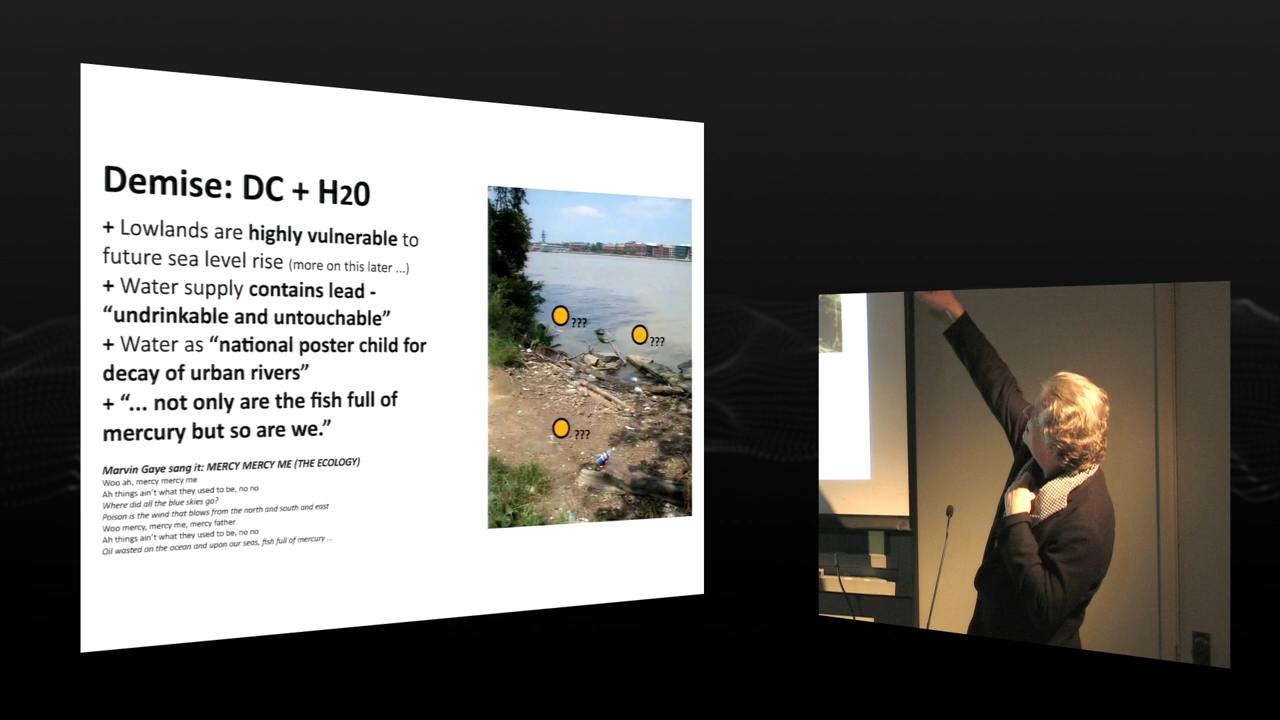 Demise: DC + H20
+ Lowlands are highly vulnerable to
future sea level rise (more on this later ...)
+ Water supply contains lead -
“undrinkable and untouchable”
+ Water as “national poster child for
decay of urban rivers”
+ “... not only are the fish full of
mercury but so are we.”
Marvin Gaye sang it: MERCY MERCY ME (THE ECOLOGY)
Woo ah, mercy mercy me
Ah things ain't what they used to be, no no
Where did all the blue skies go?
Poison is the wind that blows from the north and south and east
Woo mercy, mercy me, mercy father
Ah things ain't what they used to be, no no
Oil wasted on the ocean and upon our seas, fish full of mercury ...
???
???
???